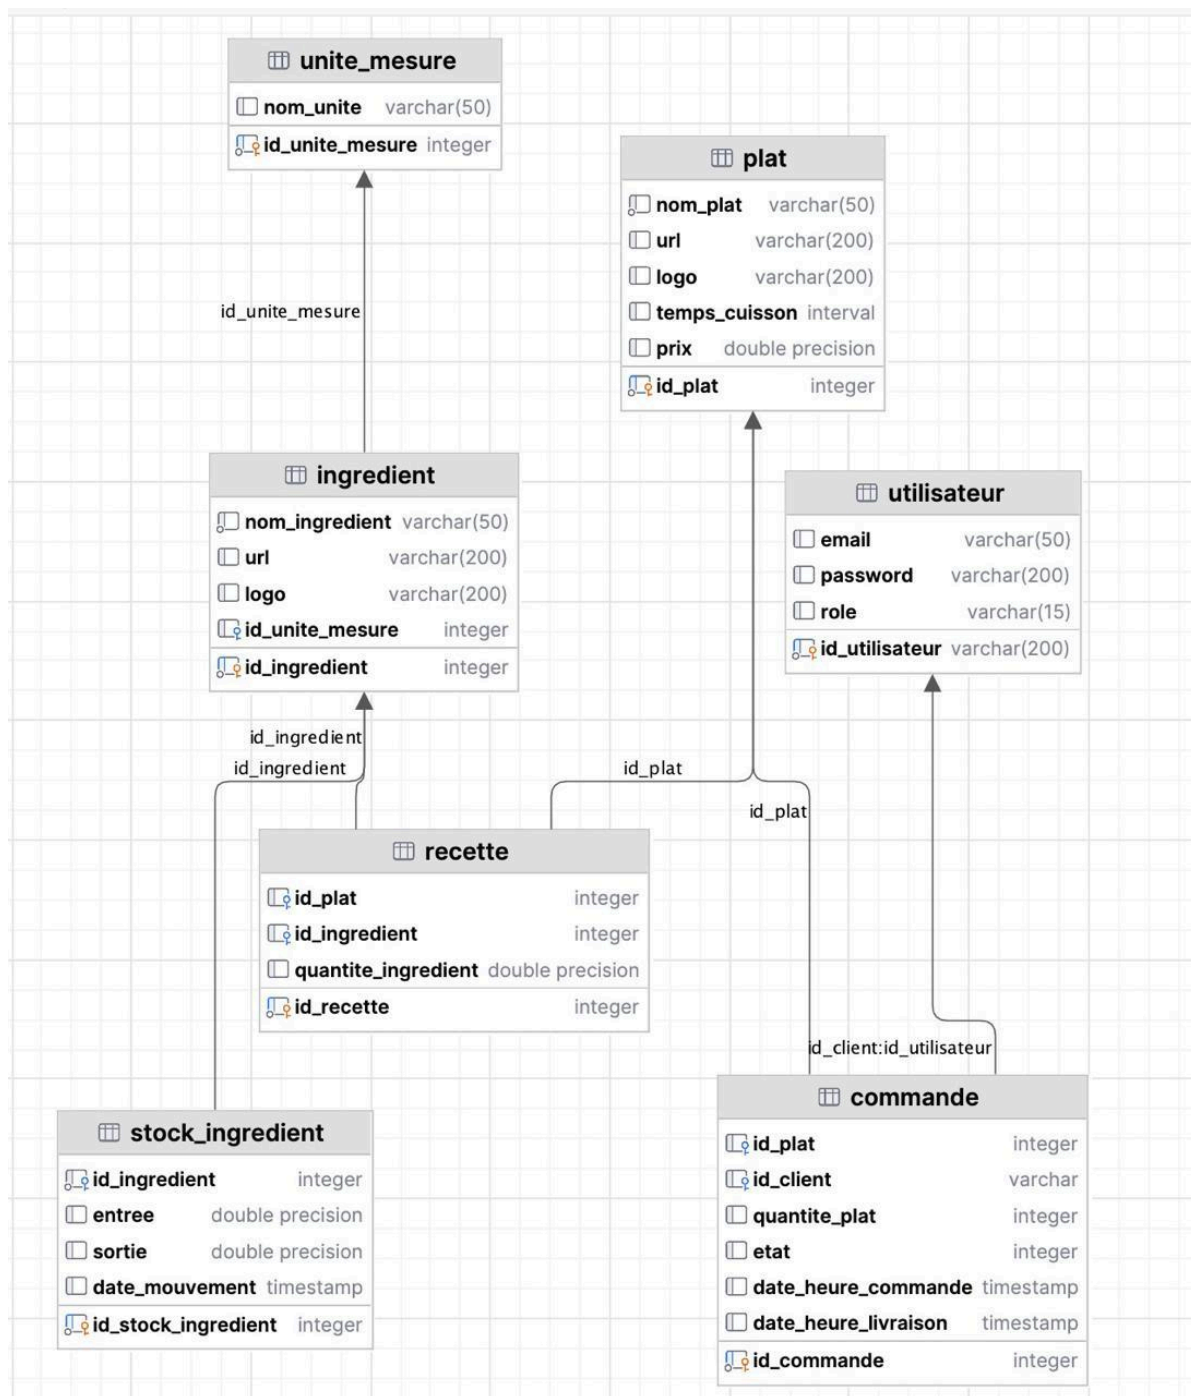 unite_mesure
nom_unite varchar(50)
id_unite_mesure integer
plat
nom_plat varchar(50)
url varchar(200)
logo varchar(200)
temps_cuisson interval
prix double precision
id_plat integer
id_unite_mesure
ingredient
nom_ingredient varchar(50)
url varchar(200)
logo varchar(200)
id_unite_mesure integer
id_ingredient integer
utilisateur
email varchar(50)
password varchar(200)
role varchar(15)
id_utilisateur varchar(200)
id_ingredient
id_ingredient
id_plat
id_plat
recette
id_plat integer
id_ingredient integer
quantite_ingredient double precision
id_recette integer
id_client:id_utilisateur
stock_ingredient
id_ingredient integer
entree double precision
sortie double precision
date_mouvement timestamp
id_stock_ingredient integer
commande
id_plat integer
id_client varchar
quantite_plat integer
etat integer
date_heure_commande timestamp
date_heure_livraison timestamp
id_commande integer